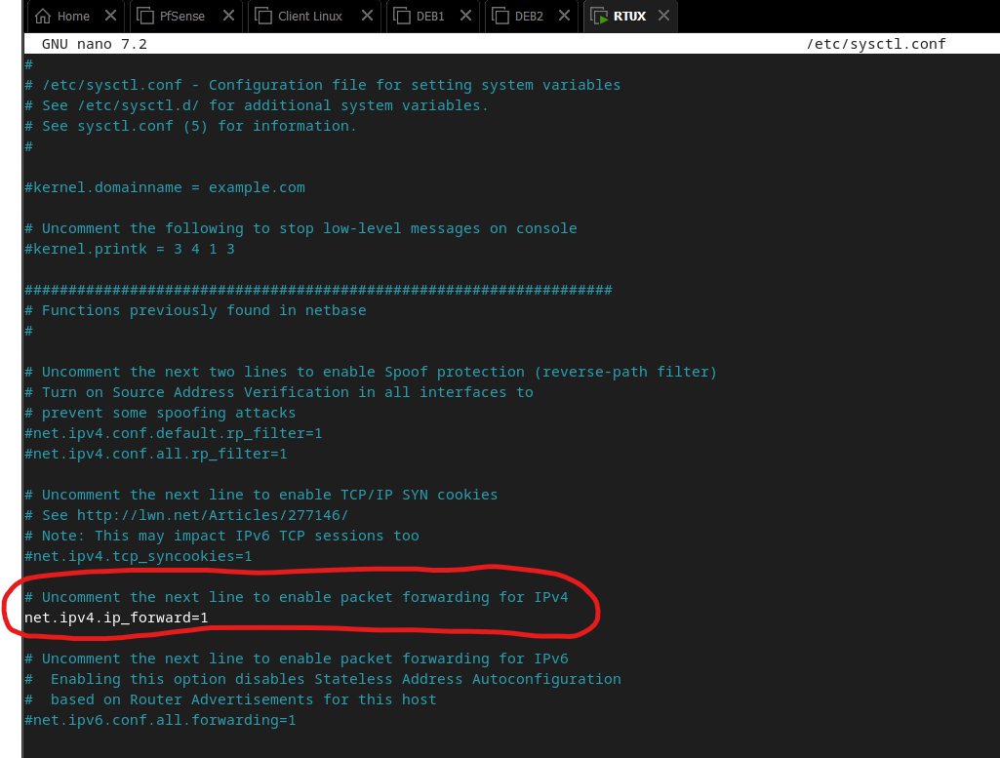 Home PfSense Client Linux DEB1 DEB2 RTUX
GNU nano 7.2 /etc/sysctl.conf
#
# /etc/sysctl.conf - Configuration file for setting system variables
# See /etc/sysctl.d/ for additional system variables.
# See sysctl.conf (5) for information.
#
#kernel.domainname = example.com
# Uncomment the following to stop low-level messages on console
#kernel.printk = 3 4 1 3
###################################################################
# Functions previously found in netbase
#
# Uncomment the next two lines to enable Spoof protection (reverse-path filter)
# Turn on Source Address Verification in all interfaces to
# prevent some spoofing attacks
#net.ipv4.conf.default.rp_filter=1
#net.ipv4.conf.all.rp_filter=1
# Uncomment the next line to enable TCP/IP SYN cookies
# See http://lwn.net/Articles/277146/
# Note: This may impact IPv6 TCP sessions too
#net.ipv4.tcp_syncookies=1
# Uncomment the next line to enable packet forwarding for IPv4
net.ipv4.ip_forward=1
# Uncomment the next line to enable packet forwarding for IPv6
#  Enabling this option disables Stateless Address Autoconfiguration
#  based on Router Advertisements for this host
#net.ipv6.conf.all.forwarding=1